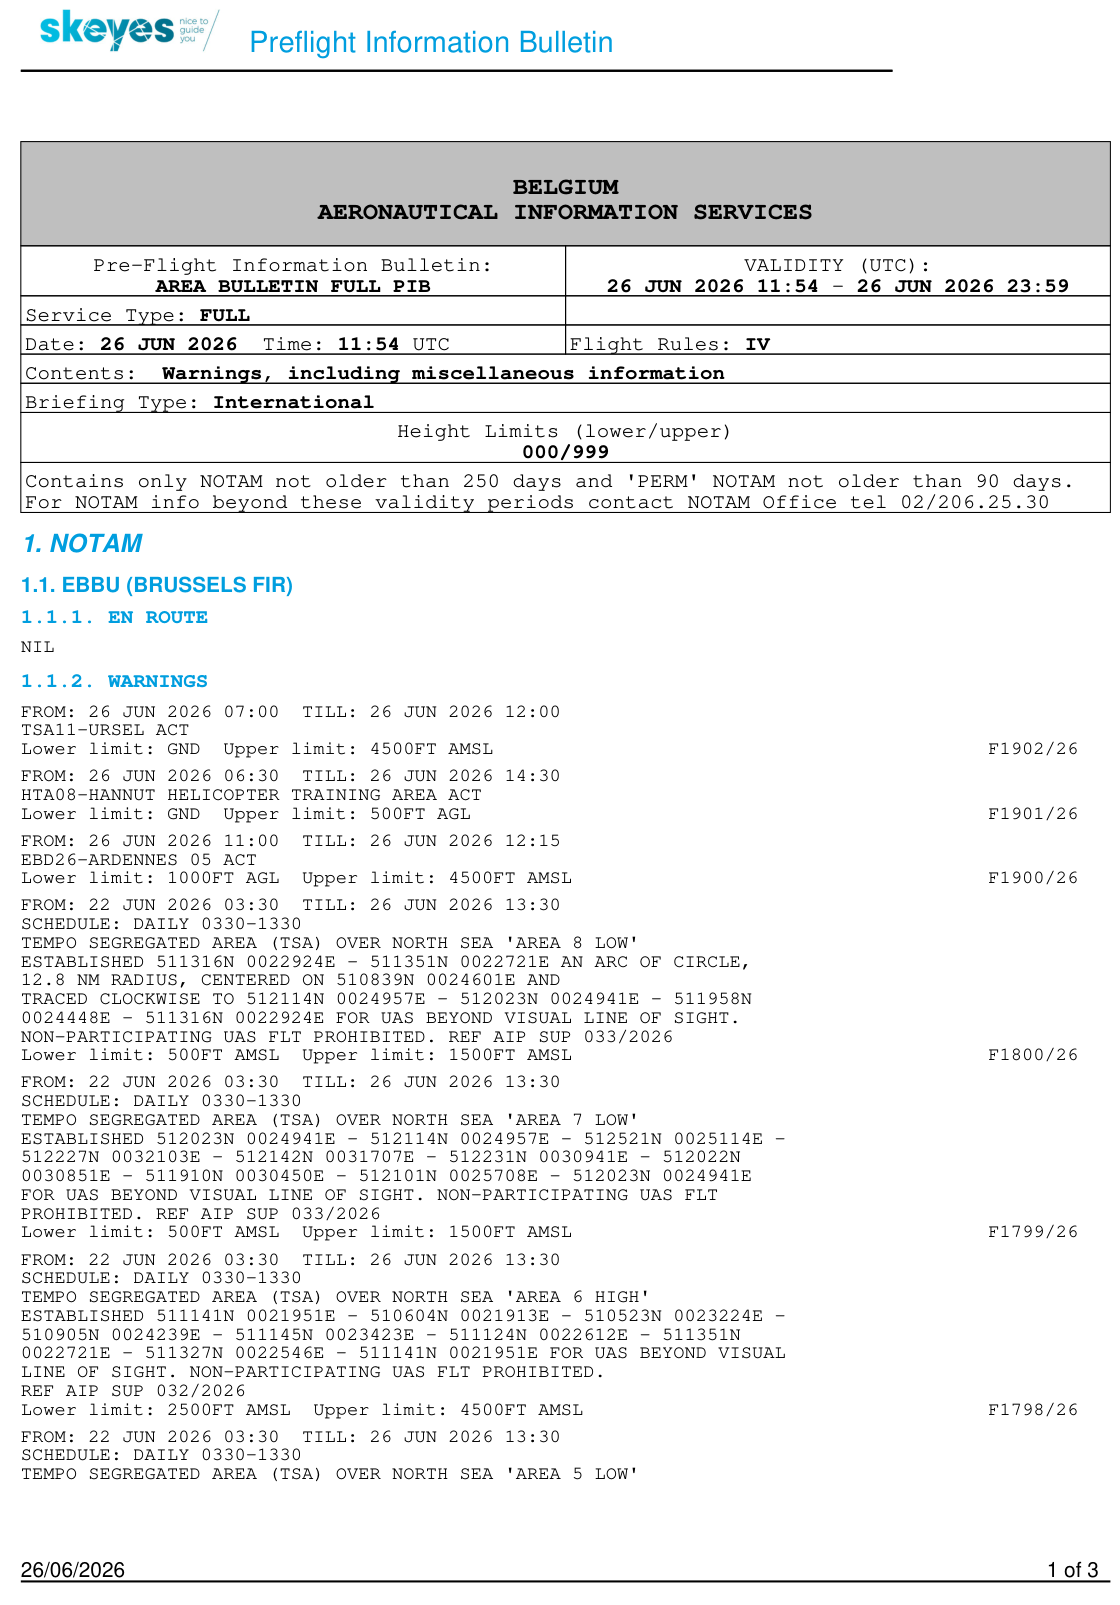 skeyes nice to guide you
Preflight Information Bulletin
BELGIUM
AERONAUTICAL INFORMATION SERVICES
Pre-Flight Information Bulletin:
AREA BULLETIN FULL PIB
VALIDITY (UTC):
26 JUN 2026 11:54 - 26 JUN 2026 23:59
Service Type: FULL
Date: 26 JUN 2026 Time: 11:54 UTC
Flight Rules: IV
Contents: Warnings, including miscellaneous information
Briefing Type: International
Height Limits (lower/upper)
000/999
Contains only NOTAM not older than 250 days and 'PERM' NOTAM not older than 90 days.
For NOTAM info beyond these validity periods contact NOTAM Office tel 02/206.25.30
1. NOTAM
1.1. EBBU (BRUSSELS FIR)
1.1.1. EN ROUTE
NIL
1.1.2. WARNINGS
FROM: 26 JUN 2026 07:00 TILL: 26 JUN 2026 12:00
TSA11-URSEL ACT
Lower limit: GND Upper limit: 4500FT AMSL F1902/26
FROM: 26 JUN 2026 06:30 TILL: 26 JUN 2026 14:30
HTA08-HANNUT HELICOPTER TRAINING AREA ACT
Lower limit: GND Upper limit: 500FT AGL F1901/26
FROM: 26 JUN 2026 11:00 TILL: 26 JUN 2026 12:15
EBD26-ARDENNES 05 ACT
Lower limit: 1000FT AGL Upper limit: 4500FT AMSL F1900/26
FROM: 22 JUN 2026 03:30 TILL: 26 JUN 2026 13:30
SCHEDULE: DAILY 0330-1330
TEMPO SEGREGATED AREA (TSA) OVER NORTH SEA 'AREA 8 LOW'
ESTABLISHED 511316N 0022924E - 511351N 0022721E AN ARC OF CIRCLE,
12.8 NM RADIUS, CENTERED ON 510839N 0024601E AND
TRACED CLOCKWISE TO 512114N 0024957E - 512023N 0024941E - 511958N
0024448E - 511316N 0022924E FOR UAS BEYOND VISUAL LINE OF SIGHT.
NON-PARTICIPATING UAS FLT PROHIBITED. REF AIP SUP 033/2026
Lower limit: 500FT AMSL Upper limit: 1500FT AMSL F1800/26
FROM: 22 JUN 2026 03:30 TILL: 26 JUN 2026 13:30
SCHEDULE: DAILY 0330-1330
TEMPO SEGREGATED AREA (TSA) OVER NORTH SEA 'AREA 7 LOW'
ESTABLISHED 512023N 0024941E - 512114N 0024957E - 512521N 0025114E -
512227N 0032103E - 512142N 0031707E - 512231N 0030941E - 512022N
0030851E - 511910N 0030450E - 512101N 0025708E - 512023N 0024941E
FOR UAS BEYOND VISUAL LINE OF SIGHT. NON-PARTICIPATING UAS FLT
PROHIBITED. REF AIP SUP 033/2026
Lower limit: 500FT AMSL Upper limit: 1500FT AMSL F1799/26
FROM: 22 JUN 2026 03:30 TILL: 26 JUN 2026 13:30
SCHEDULE: DAILY 0330-1330
TEMPO SEGREGATED AREA (TSA) OVER NORTH SEA 'AREA 6 HIGH'
ESTABLISHED 511141N 0021951E - 510604N 0021913E - 510523N 0023224E -
510905N 0024239E - 511145N 0023423E - 511124N 0022612E - 511351N
0022721E - 511327N 0022546E - 511141N 0021951E FOR UAS BEYOND VISUAL
LINE OF SIGHT. NON-PARTICIPATING UAS FLT PROHIBITED.
REF AIP SUP 032/2026
Lower limit: 2500FT AMSL Upper limit: 4500FT AMSL F1798/26
FROM: 22 JUN 2026 03:30 TILL: 26 JUN 2026 13:30
SCHEDULE: DAILY 0330-1330
TEMPO SEGREGATED AREA (TSA) OVER NORTH SEA 'AREA 5 LOW'
26/06/2026 1 of 3